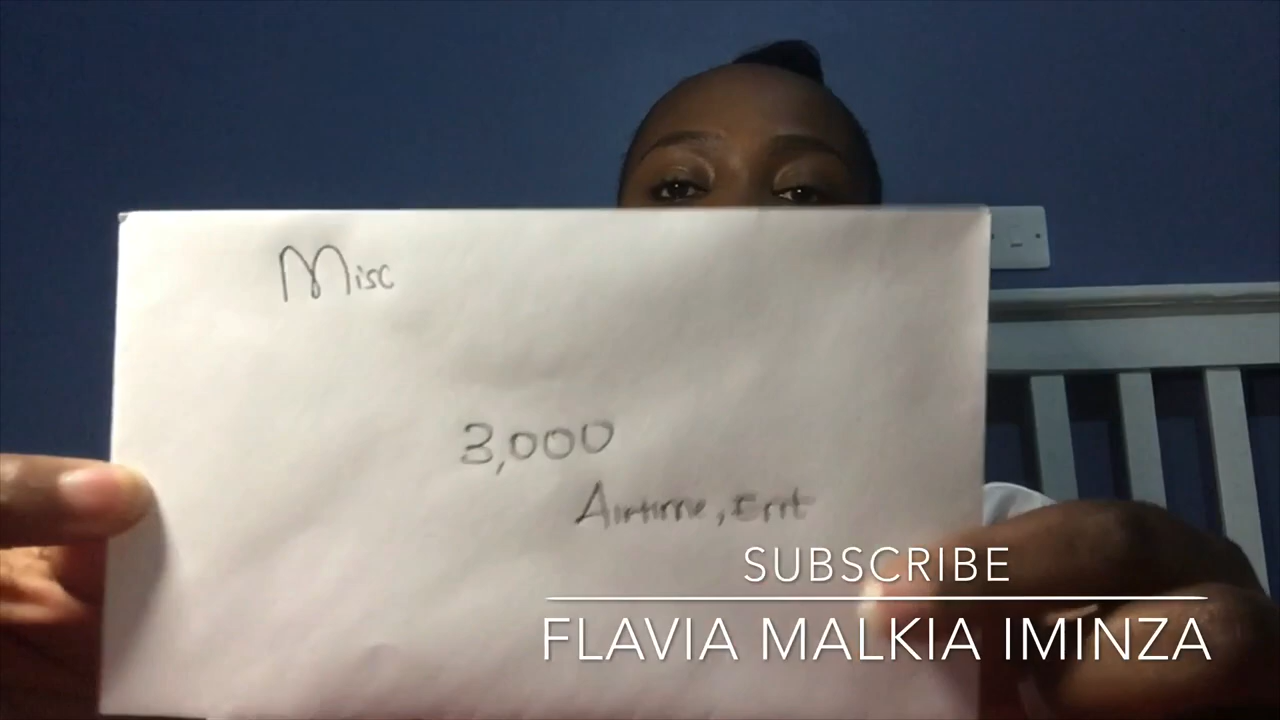 Misc
3,000
Airtime, Ent
SUBSCRIBE
FLAVIA MALKIA IMINZA